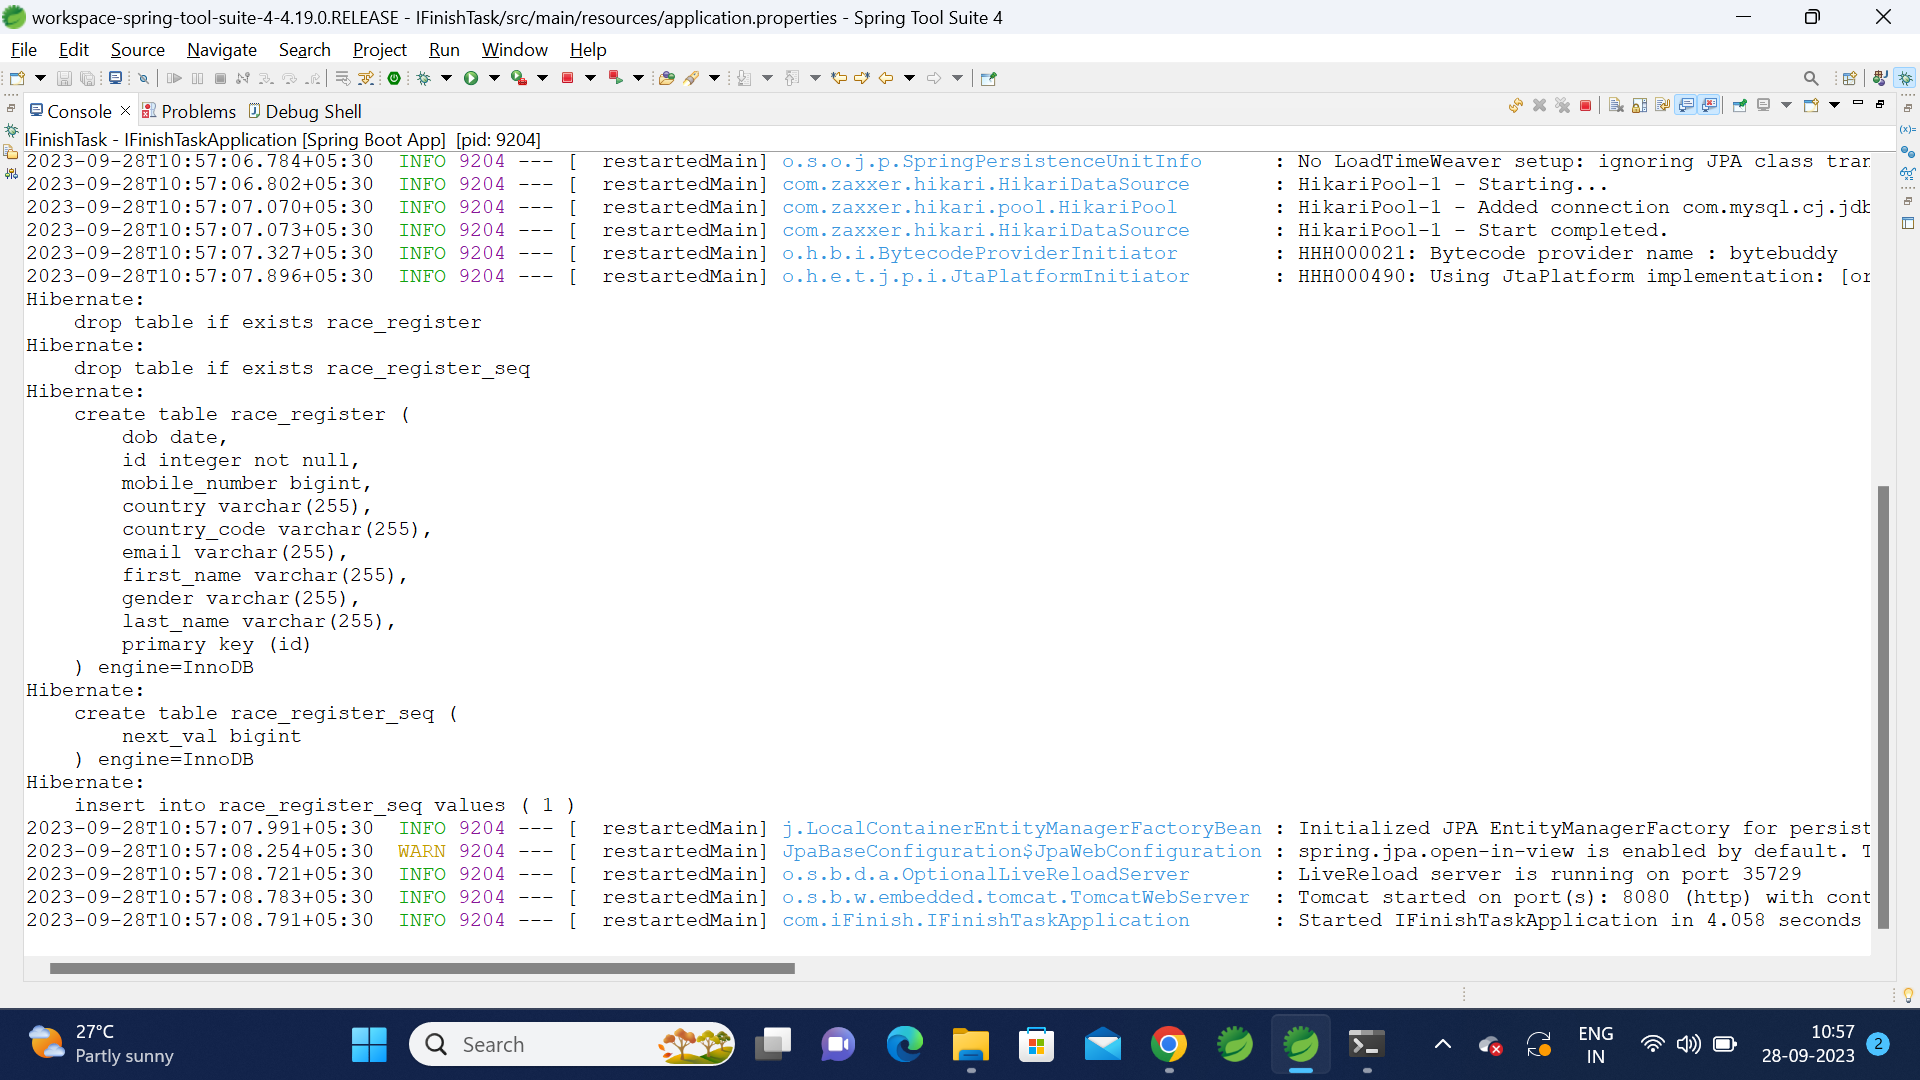 workspace-spring-tool-suite-4-4.19.0.RELEASE - IFinishTask/src/main/resources/application.properties - Spring Tool Suite 4
File Edit Source Navigate Search Project Run Window Help
Console Problems Debug Shell
IFinishTask - IFinishTaskApplication [Spring Boot App] [pid: 9204]
2023-09-28T10:57:06.784+05:30  INFO 9204 --- [  restartedMain] o.s.o.j.p.SpringPersistenceUnitInfo      : No LoadTimeWeaver setup: ignoring JPA class tran
2023-09-28T10:57:06.802+05:30  INFO 9204 --- [  restartedMain] com.zaxxer.hikari.HikariDataSource       : HikariPool-1 - Starting...
2023-09-28T10:57:07.070+05:30  INFO 9204 --- [  restartedMain] com.zaxxer.hikari.pool.HikariPool        : HikariPool-1 - Added connection com.mysql.cj.jdb
2023-09-28T10:57:07.073+05:30  INFO 9204 --- [  restartedMain] com.zaxxer.hikari.HikariDataSource       : HikariPool-1 - Start completed.
2023-09-28T10:57:07.327+05:30  INFO 9204 --- [  restartedMain] o.h.b.i.BytecodeProviderInitiator        : HHH000021: Bytecode provider name : bytebuddy
2023-09-28T10:57:07.896+05:30  INFO 9204 --- [  restartedMain] o.h.e.t.j.p.i.JtaPlatformInitiator       : HHH000490: Using JtaPlatform implementation: [or
Hibernate:
    drop table if exists race_register
Hibernate:
    drop table if exists race_register_seq
Hibernate:
    create table race_register (
        dob date,
        id integer not null,
        mobile_number bigint,
        country varchar(255),
        country_code varchar(255),
        email varchar(255),
        first_name varchar(255),
        gender varchar(255),
        last_name varchar(255),
        primary key (id)
    ) engine=InnoDB
Hibernate:
    create table race_register_seq (
        next_val bigint
    ) engine=InnoDB
Hibernate:
    insert into race_register_seq values ( 1 )
2023-09-28T10:57:07.991+05:30  INFO 9204 --- [  restartedMain] j.LocalContainerEntityManagerFactoryBean : Initialized JPA EntityManagerFactory for persist
2023-09-28T10:57:08.254+05:30  WARN 9204 --- [  restartedMain] JpaBaseConfiguration$JpaWebConfiguration : spring.jpa.open-in-view is enabled by default. T
2023-09-28T10:57:08.721+05:30  INFO 9204 --- [  restartedMain] o.s.b.d.a.OptionalLiveReloadServer       : LiveReload server is running on port 35729
2023-09-28T10:57:08.783+05:30  INFO 9204 --- [  restartedMain] o.s.b.w.embedded.tomcat.TomcatWebServer  : Tomcat started on port(s): 8080 (http) with cont
2023-09-28T10:57:08.791+05:30  INFO 9204 --- [  restartedMain] com.iFinish.IFinishTaskApplication       : Started IFinishTaskApplication in 4.058 seconds
27°C
Partly sunny
Search
ENG
IN
10:57
28-09-2023
2